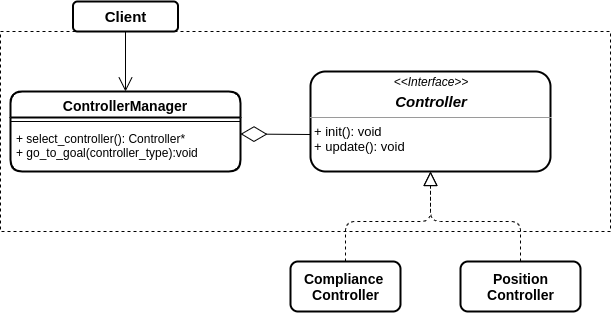 Client
ControllerManager
+ select_controller(): Controller*
+ go_to_goal(controller_type):void
<<Interface>>
Controller
+ init(): void
+ update(): void
Compliance
Controller
Position
Controller